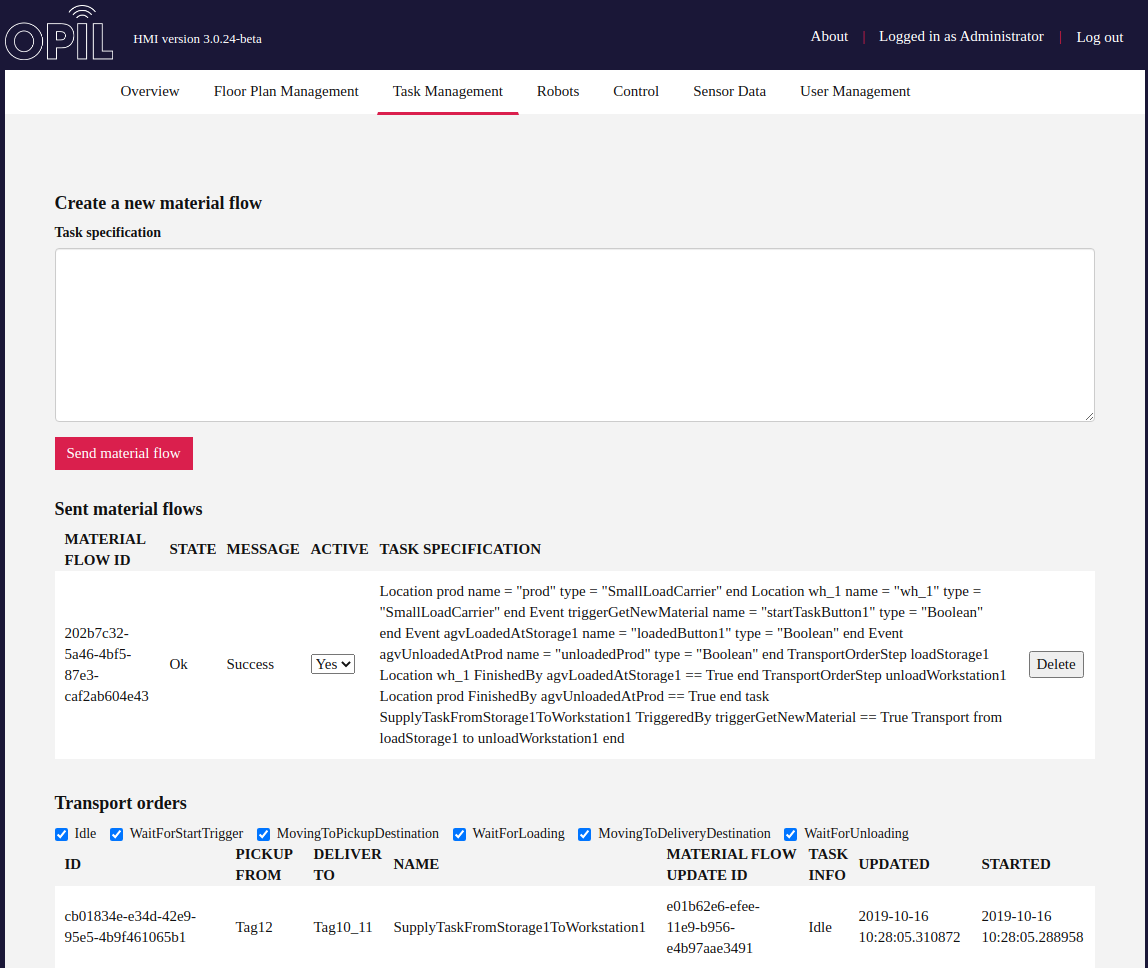 OPIL
HMI version 3.0.24-beta
About | Logged in as Administrator | Log out
Overview Floor Plan Management Task Management Robots Control Sensor Data User Management
Create a new material flow
Task specification
Send material flow
Sent material flows
MATERIAL FLOW ID STATE MESSAGE ACTIVE TASK SPECIFICATION
202b7c32-
5a46-4bf5-
87e3-
caf2ab604e43
Ok
Success
Yes
Location prod name = "prod" type = "SmallLoadCarrier" end Location wh_1 name = "wh_1" type =
"SmallLoadCarrier" end Event triggerGetNewMaterial name = "startTaskButton1" type = "Boolean"
end Event agvLoadedAtStorage1 name = "loadedButton1" type = "Boolean" end Event
agvUnloadedAtProd name = "unloadedProd" type = "Boolean" end TransportOrderStep loadStorage1
Location wh_1 FinishedBy agvLoadedAtStorage1 == True end TransportOrderStep unloadWorkstation1
Location prod FinishedBy agvUnloadedAtProd == True end task
SupplyTaskFromStorage1ToWorkstation1 TriggeredBy triggerGetNewMaterial == True Transport from
loadStorage1 to unloadWorkstation1 end
Delete
Transport orders
Idle WaitForStartTrigger MovingToPickupDestination WaitForLoading MovingToDeliveryDestination WaitForUnloading
ID PICKUP FROM DELIVER TO NAME MATERIAL FLOW UPDATE ID TASK INFO UPDATED STARTED
cb01834e-e34d-42e9-
95e5-4b9f461065b1
Tag12
Tag10_11
SupplyTaskFromStorage1ToWorkstation1
e01b62e6-efee-
11e9-b956-
e4b97aae3491
Idle
2019-10-16
10:28:05.310872
2019-10-16
10:28:05.288958